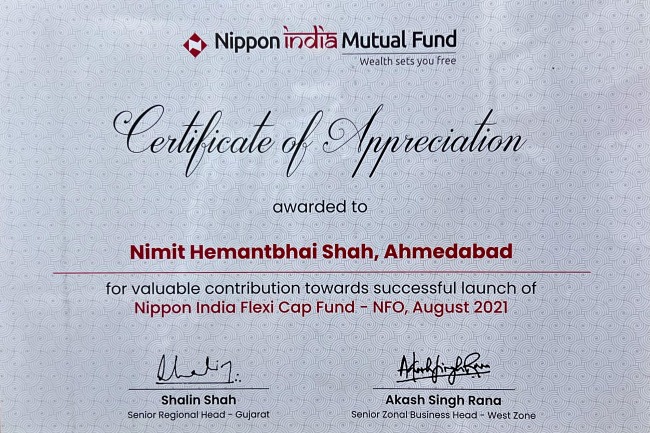 Nippon india Mutual Fund
Wealth sets you free
Certificate of Appreciation
awarded to
Nimit Hemantbhai Shah, Ahmedabad
for valuable contribution towards successful launch of
Nippon India Flexi Cap Fund - NFO, August 2021
Shalin Shah
Akash Singh Rana
Senior Regional Head - Gujarat
Senior Zonal Business Head - West Zone